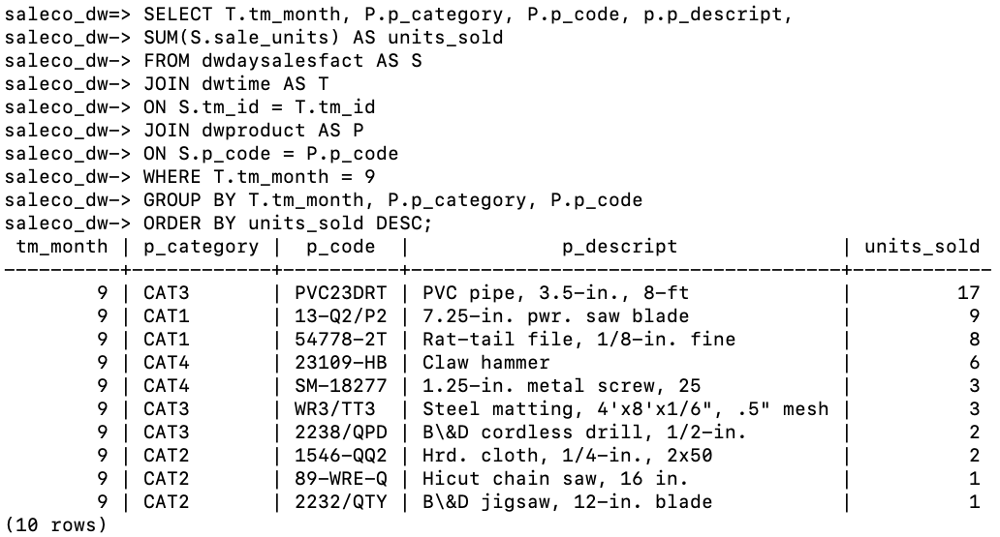 saleco_dw=> SELECT T.tm_month, P.p_category, P.p_code, p.p_descript,
saleco_dw-> SUM(S.sale_units) AS units_sold
saleco_dw-> FROM dwdaysalesfact AS S
saleco_dw-> JOIN dwtime AS T
saleco_dw-> ON S.tm_id = T.tm_id
saleco_dw-> JOIN dwproduct AS P
saleco_dw-> ON S.p_code = P.p_code
saleco_dw-> WHERE T.tm_month = 9
saleco_dw-> GROUP BY T.tm_month, P.p_category, P.p_code
saleco_dw-> ORDER BY units_sold DESC;
 tm_month | p_category |  p_code  |             p_descript              | units_sold
----------+------------+----------+-------------------------------------+------------
        9 | CAT3       | PVC23DRT | PVC pipe, 3.5-in., 8-ft             |         17
        9 | CAT1       | 13-Q2/P2 | 7.25-in. pwr. saw blade             |          9
        9 | CAT1       | 54778-2T | Rat-tail file, 1/8-in. fine         |          8
        9 | CAT4       | 23109-HB | Claw hammer                         |          6
        9 | CAT4       | SM-18277 | 1.25-in. metal screw, 25            |          3
        9 | CAT3       | WR3/TT3  | Steel matting, 4'x8'x1/6", .5" mesh |          3
        9 | CAT3       | 2238/QPD | B\&D cordless drill, 1/2-in.        |          2
        9 | CAT2       | 1546-QQ2 | Hrd. cloth, 1/4-in., 2x50           |          2
        9 | CAT2       | 89-WRE-Q | Hicut chain saw, 16 in.             |          1
        9 | CAT2       | 2232/QTY | B\&D jigsaw, 12-in. blade           |          1
(10 rows)